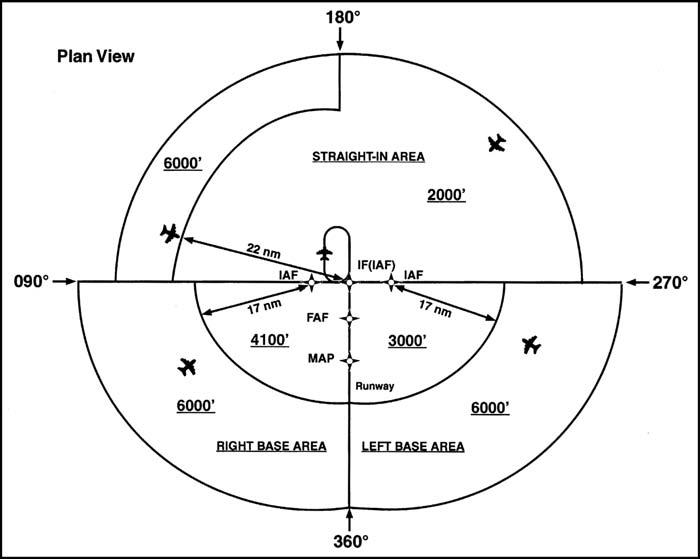 180°
Plan View
STRAIGHT-IN AREA
6000'
2000'
22 nm
090°
IAF
IF(IAF)
IAF
270°
17 nm
17 nm
FAF
4100'
3000'
MAP
Runway
6000'
6000'
RIGHT BASE AREA
LEFT BASE AREA
360°